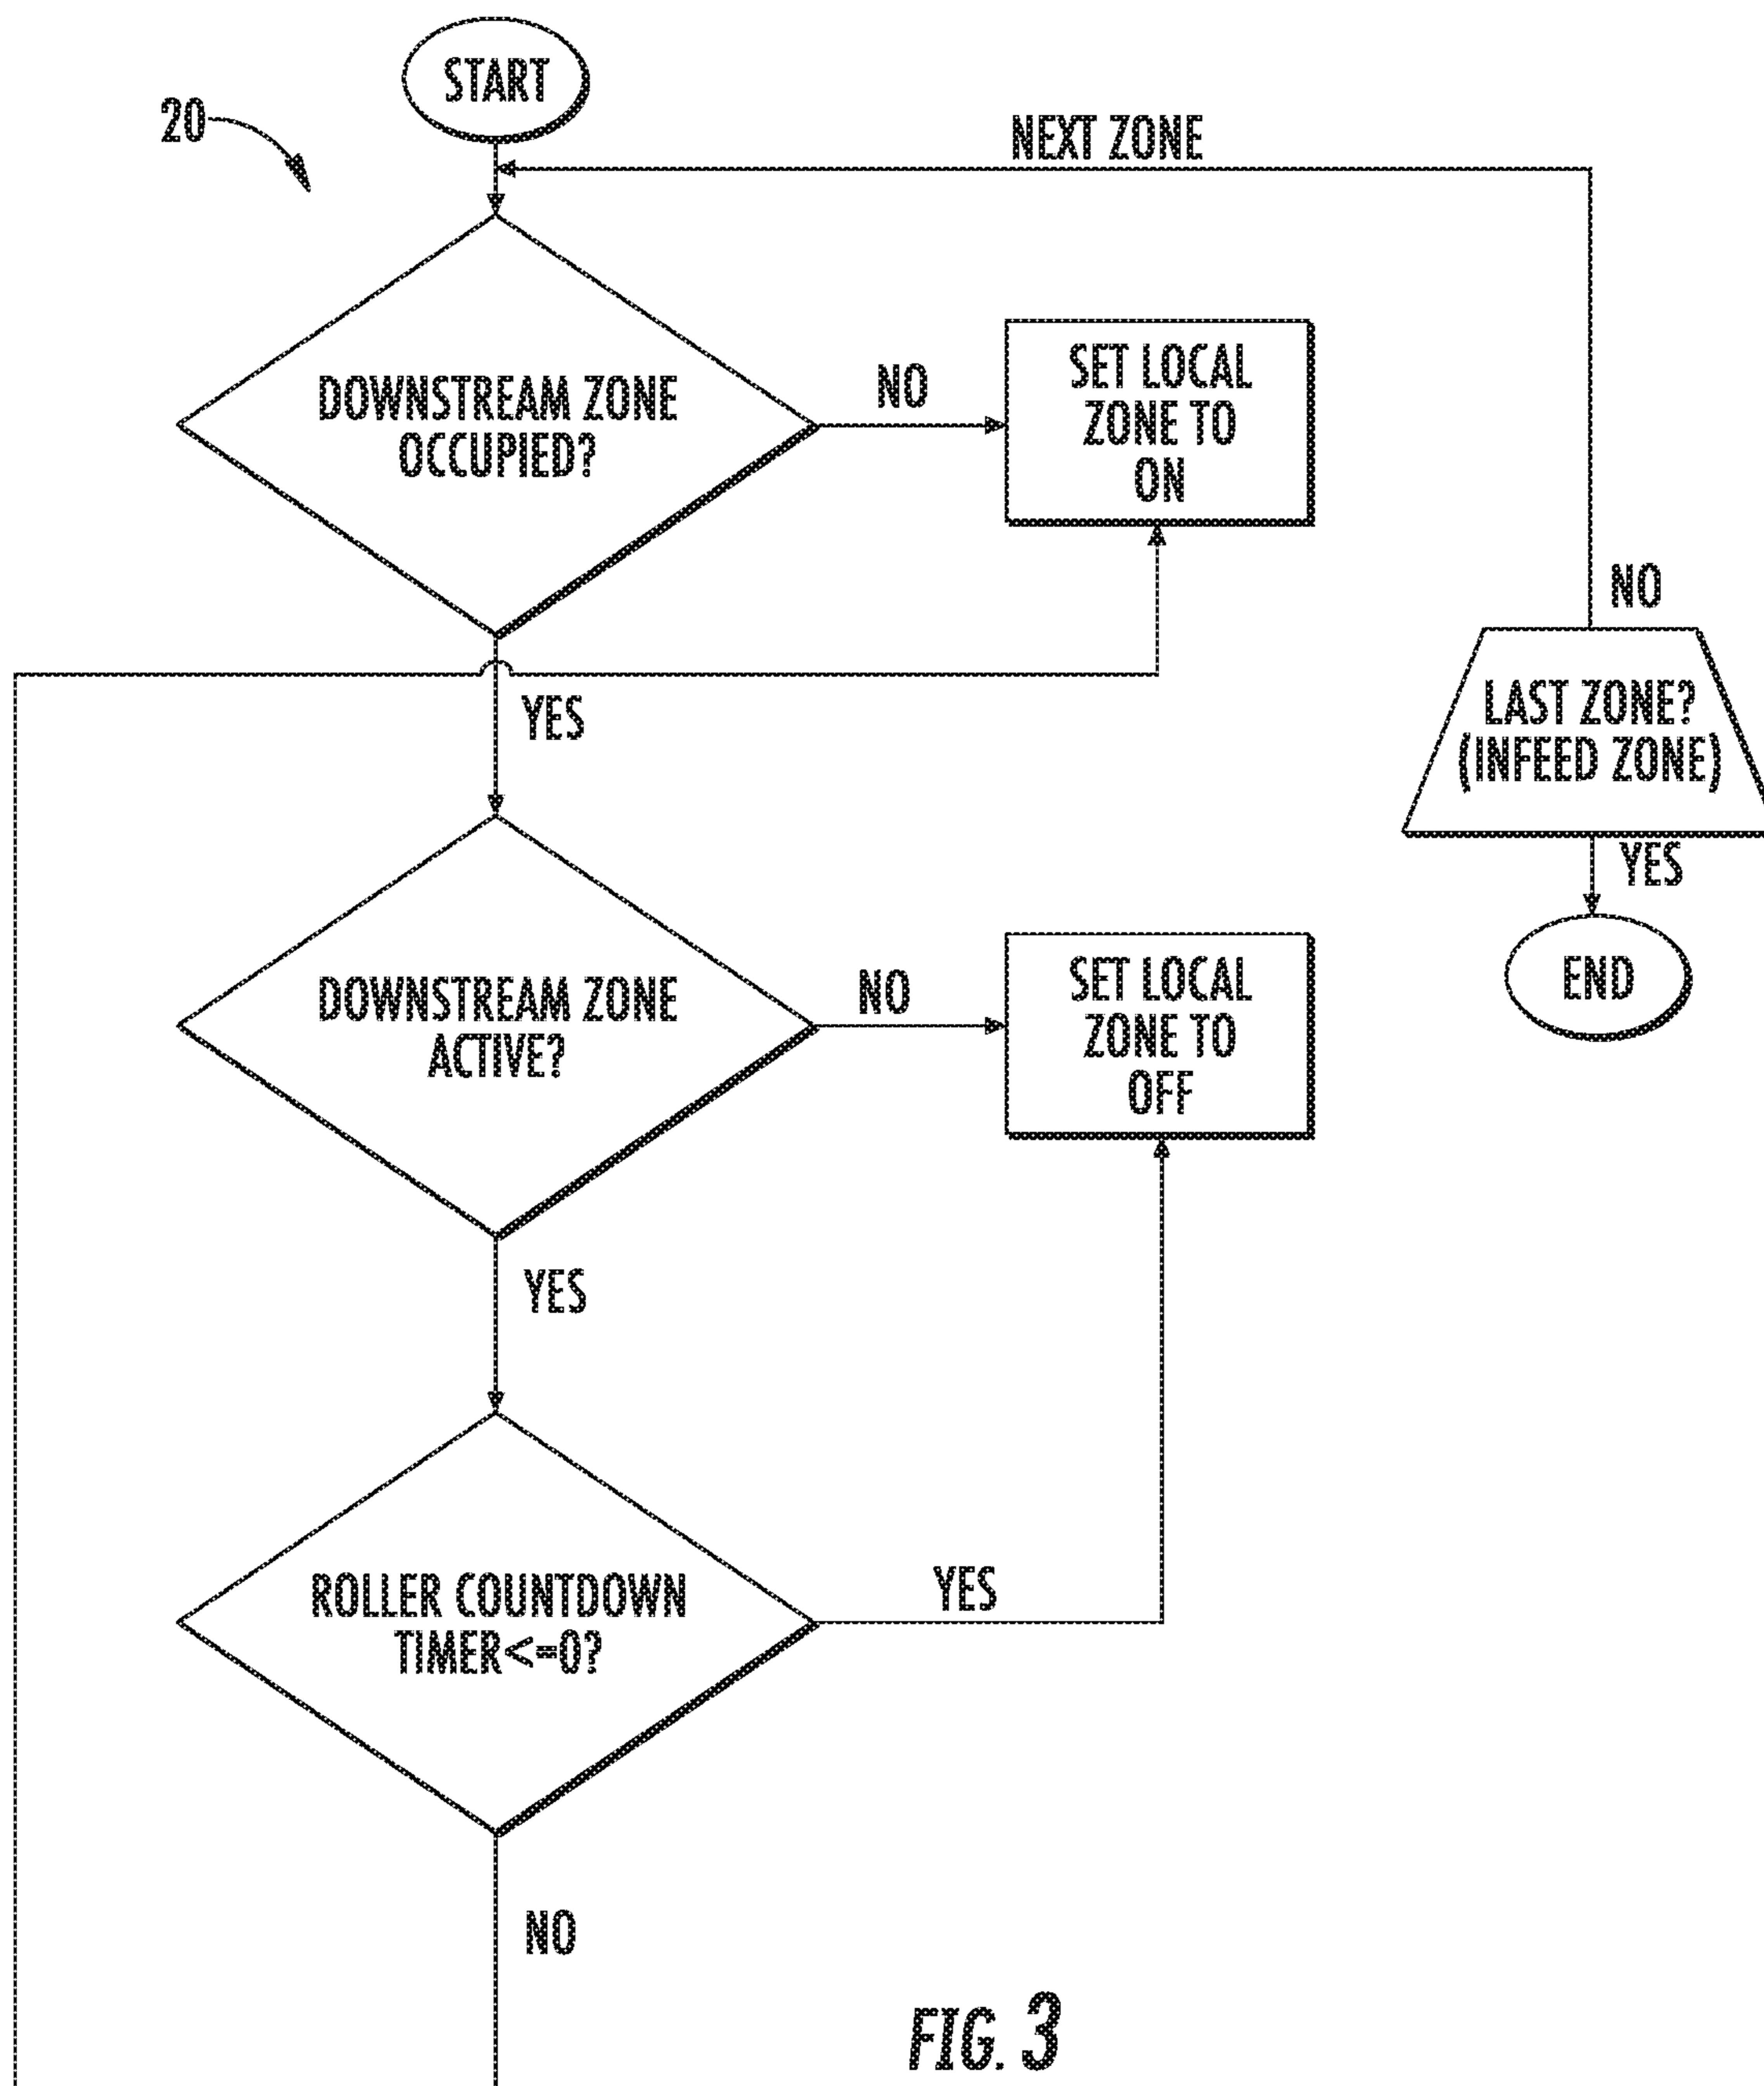 START
20
NEXT ZONE
DOWNSTREAM ZONE
OCCUPIED?
NO
SET LOCAL
ZONE TO
ON
NO
LAST ZONE?
(INFEED ZONE)
YES
YES
END
DOWNSTREAM ZONE
ACTIVE?
NO
SET LOCAL
ZONE TO
OFF
YES
ROLLER COUNTDOWN
TIMER<=0?
YES
NO
FIG. 3